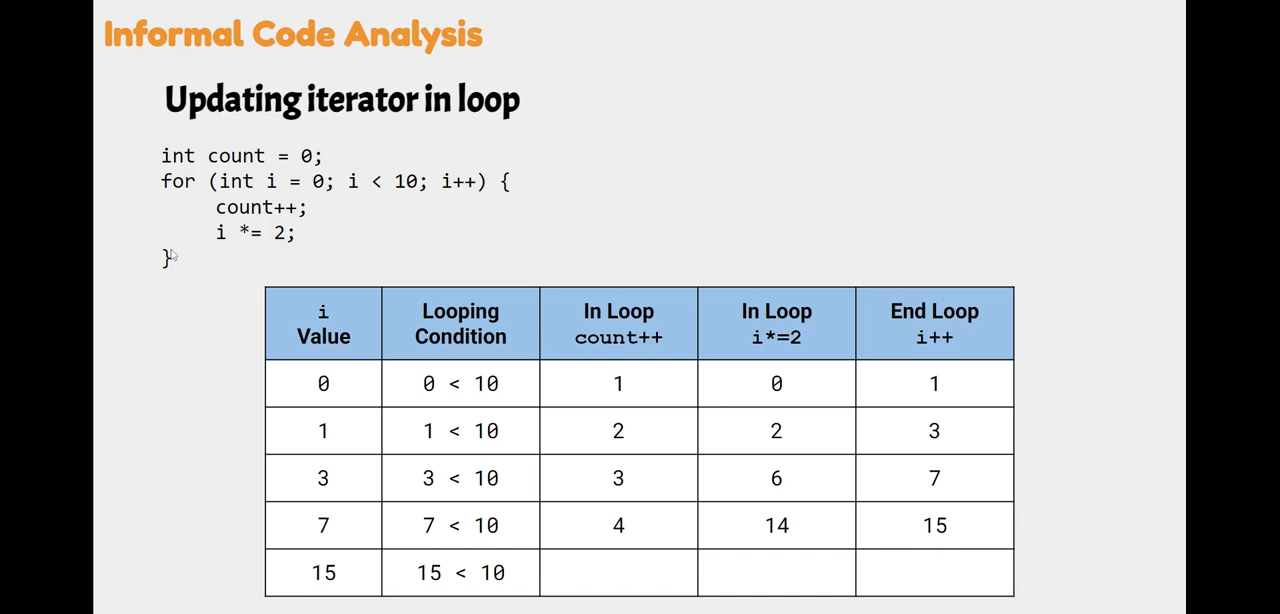 Informal Code Analysis
Updating iterator in loop
int count = 0;
for (int i = 0; i < 10; i++) {
count++;
i *= 2;
}
i Value Looping Condition In Loop count++ In Loop i*=2 End Loop i++
0 0 < 10 1 0 1
1 1 < 10 2 2 3
3 3 < 10 3 6 7
7 7 < 10 4 14 15
15 15 < 10